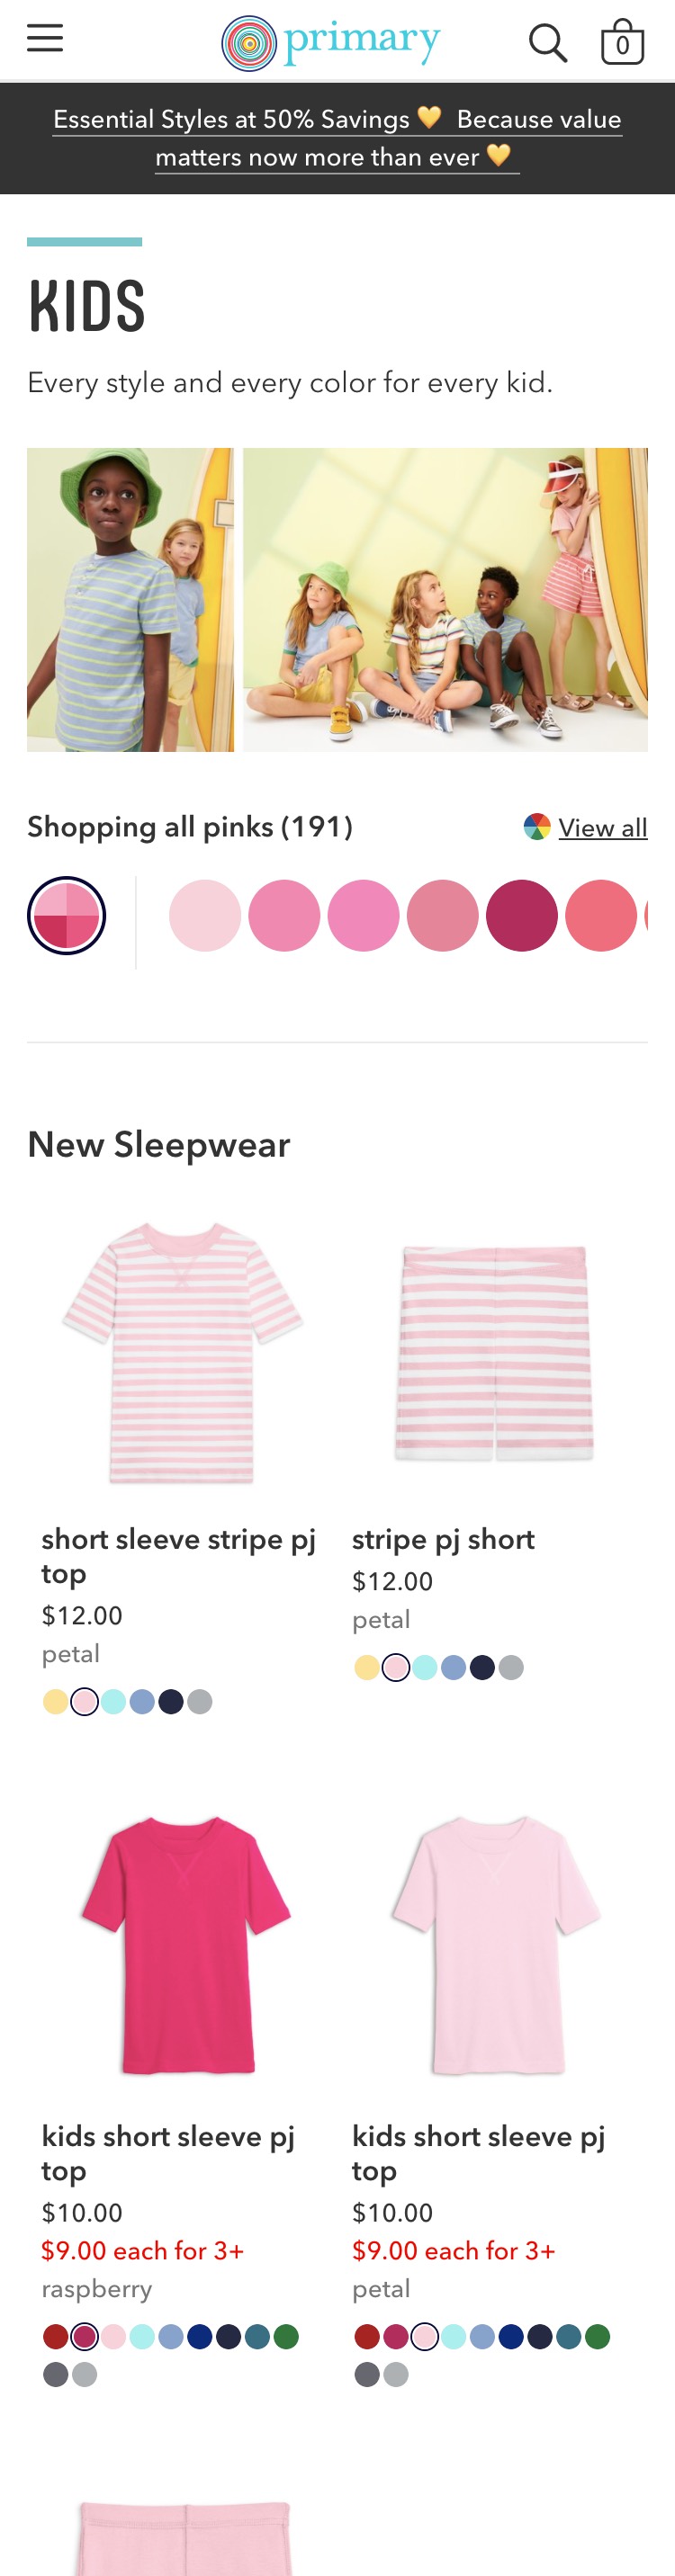 primary
0
Essential Styles at 50% Savings 💛 Because value
matters now more than ever 💛
KIDS
Every style and every color for every kid.
Shopping all pinks (191)
View all
New Sleepwear
short sleeve stripe pj
top
$12.00
petal
stripe pj short
$12.00
petal
kids short sleeve pj
top
$10.00
$9.00 each for 3+
raspberry
kids short sleeve pj
top
$10.00
$9.00 each for 3+
petal